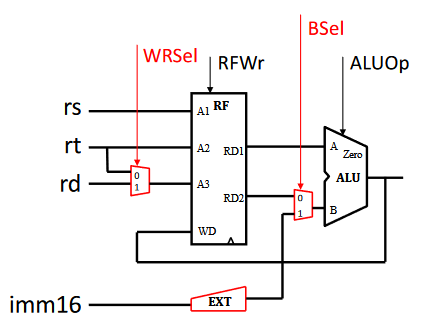 BSel
WRSel RFWr ALUOp
rs A1 RF
rt A2 RD1 A Zero
0
rd 1 A3 RD2 0 ALU
1 B
WD
imm16 EXT